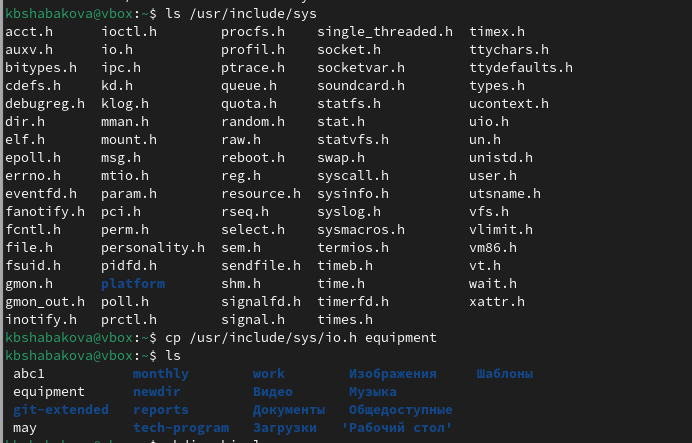 kbshabakova@vbox:~$ ls /usr/include/sys
acct.h ioctl.h procfs.h single_threaded.h timex.h
auxv.h io.h profil.h socket.h ttychars.h
bitypes.h ipc.h ptrace.h socketvar.h ttydefaults.h
cdefs.h kd.h queue.h soundcard.h types.h
debugreg.h klog.h quota.h statfs.h ucontext.h
dir.h mman.h random.h stat.h uio.h
elf.h mount.h raw.h statvfs.h un.h
epoll.h msg.h reboot.h swap.h unistd.h
errno.h mtio.h reg.h syscall.h user.h
eventfd.h param.h resource.h sysinfo.h utsname.h
fanotify.h pci.h rseq.h syslog.h vfs.h
fcntl.h perm.h select.h sysmacros.h vlimit.h
file.h personality.h sem.h termios.h vm86.h
fsuid.h pidfd.h sendfile.h timeb.h vt.h
gmon.h platform shm.h time.h wait.h
gmon_out.h poll.h signalfd.h timerfd.h xattr.h
inotify.h prctl.h signal.h times.h
kbshabakova@vbox:~$ cp /usr/include/sys/io.h equipment
kbshabakova@vbox:~$ ls
abc1 monthly work Изображения Шаблоны
equipment newdir Видео Музыка
git-extended reports Документы Общедоступные
may tech-program Загрузки 'Рабочий стол'